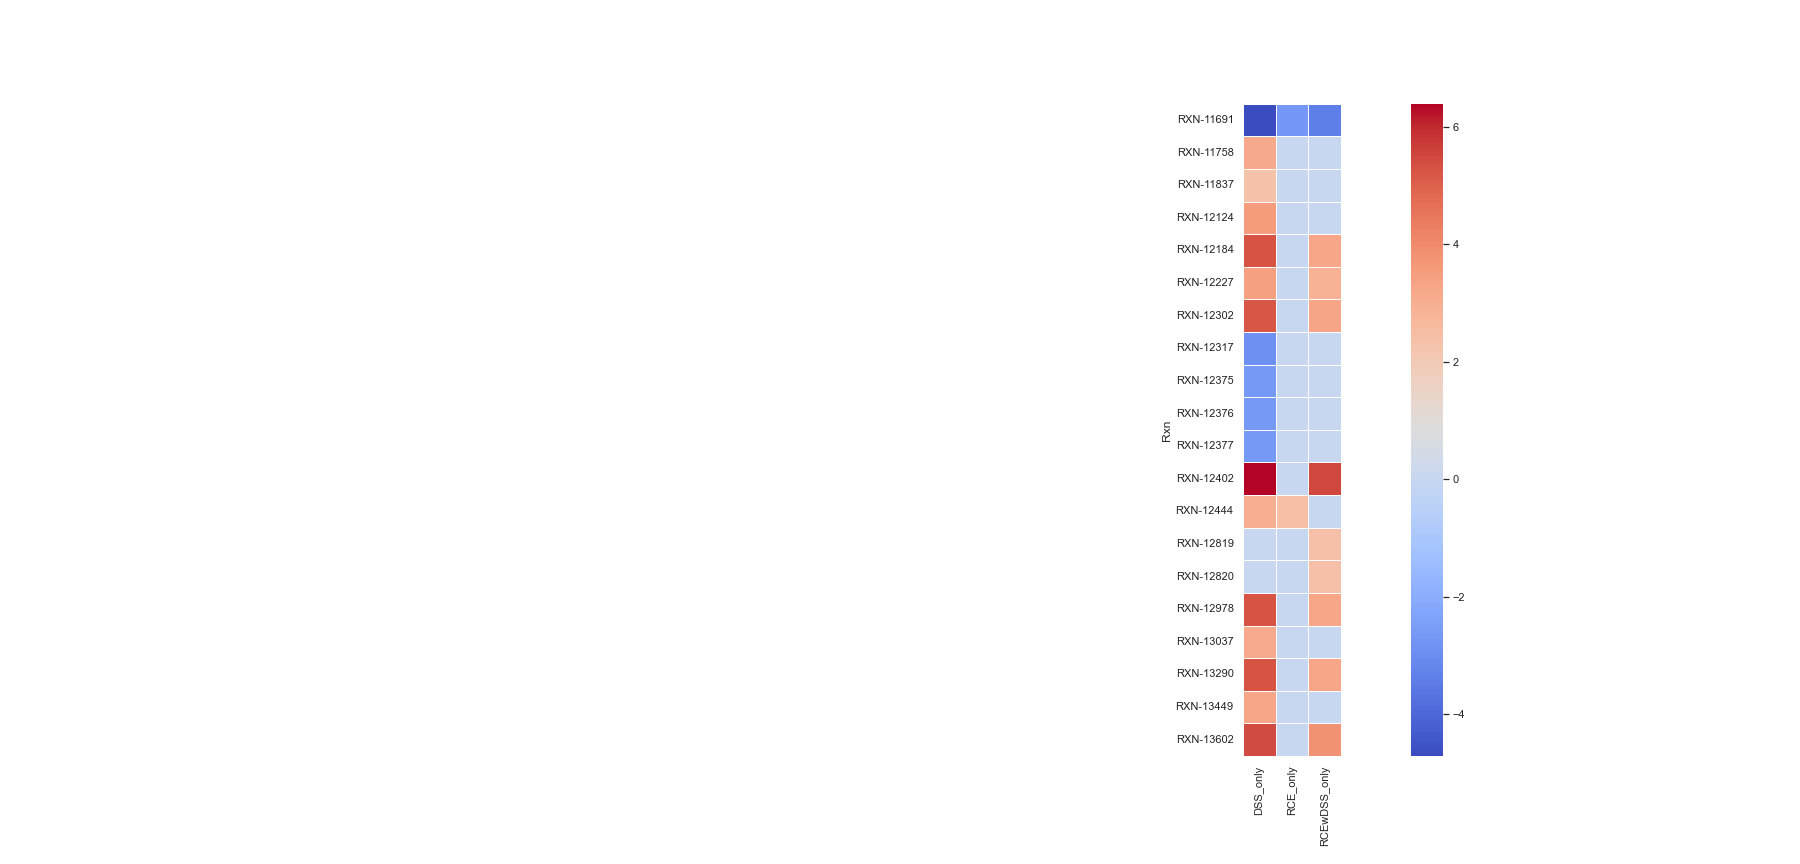 RXN-11691
RXN-11758
RXN-11837
RXN-12124
RXN-12184
RXN-12227
RXN-12302
RXN-12317
RXN-12375
RXN-12376
RXN-12377
RXN-12402
RXN-12444
RXN-12819
RXN-12820
RXN-12978
RXN-13037
RXN-13290
RXN-13449
RXN-13602
Rxn
DSS_only
RCE_only
RCEwDSS_only
6
4
2
0
−2
−4